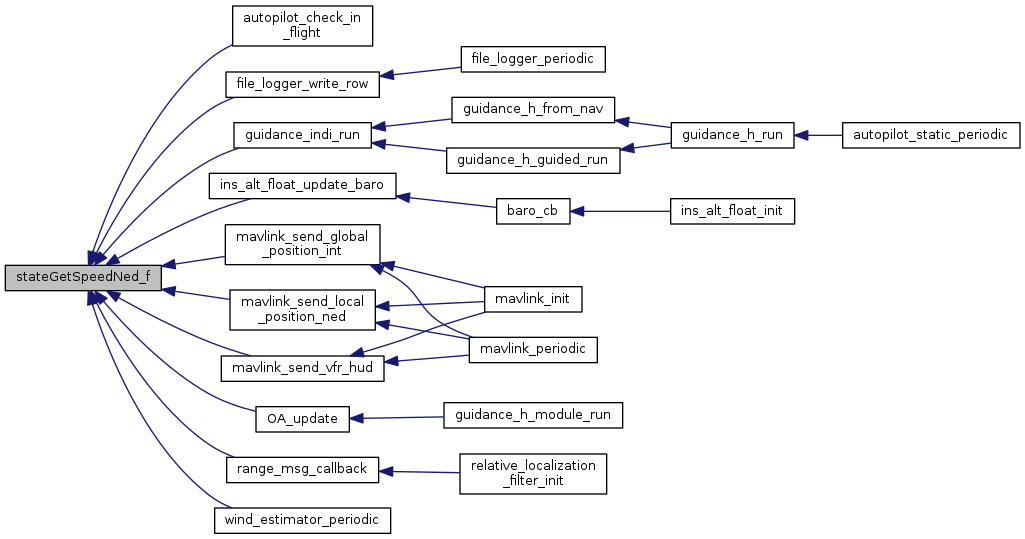 autopilot_check_in
_flight
file_logger_write_row
file_logger_periodic
guidance_indi_run
guidance_h_from_nav
guidance_h_guided_run
guidance_h_run
autopilot_static_periodic
ins_alt_float_update_baro
baro_cb
ins_alt_float_init
mavlink_send_global
_position_int
stateGetSpeedNed_f
mavlink_send_local
_position_ned
mavlink_init
mavlink_send_vfr_hud
mavlink_periodic
OA_update
guidance_h_module_run
range_msg_callback
relative_localization
_filter_init
wind_estimator_periodic